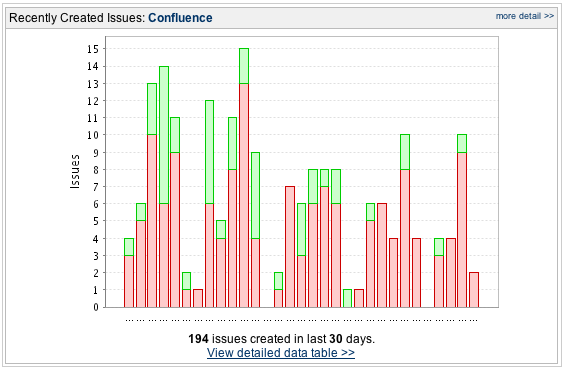 Recently Created Issues: Confluence
more detail >>
15
14
13
12
11
10
9
8
7
6
5
4
3
2
1
0
Issues
... ... ... ... ... ... ... ... ... ... ... ... ... ... ... ... ... ... ... ... ... ... ... ... ... ... ... ... ... ... ...
194 issues created in last 30 days.
View detailed data table >>